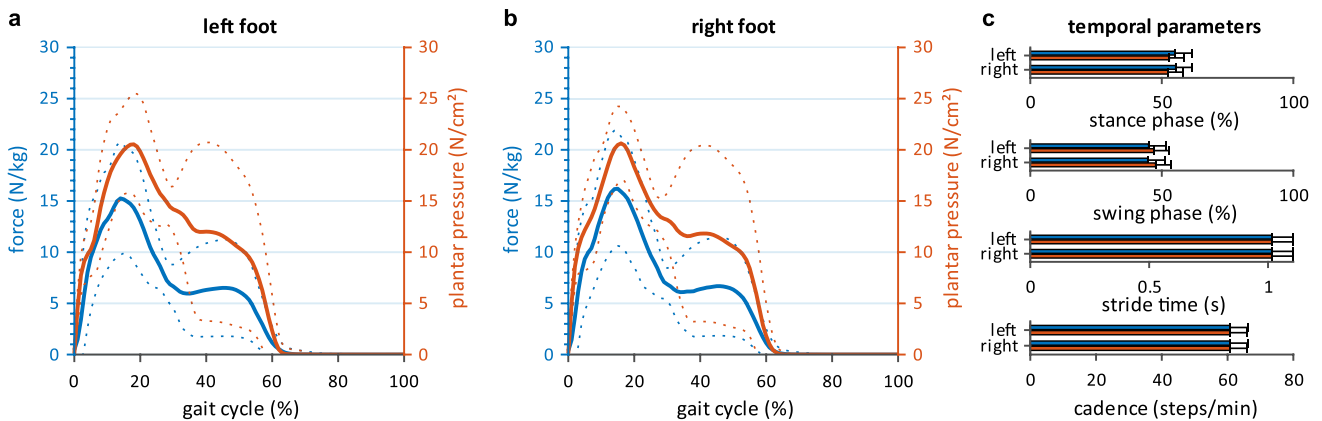 a
left foot
force (N/kg)
30
25
20
15
10
5
0
plantar pressure (N/cm²)
30
25
20
15
10
5
0
0 20 40 60 80 100
gait cycle (%)
b
right foot
force (N/kg)
30
25
20
15
10
5
0
plantar pressure (N/cm²)
30
25
20
15
10
5
0
0 20 40 60 80 100
gait cycle (%)
c
temporal parameters
left
right
0 50 100
stance phase (%)
left
right
0 50 100
swing phase (%)
left
right
0 0.5 1
stride time (s)
left
right
0 20 40 60 80
cadence (steps/min)